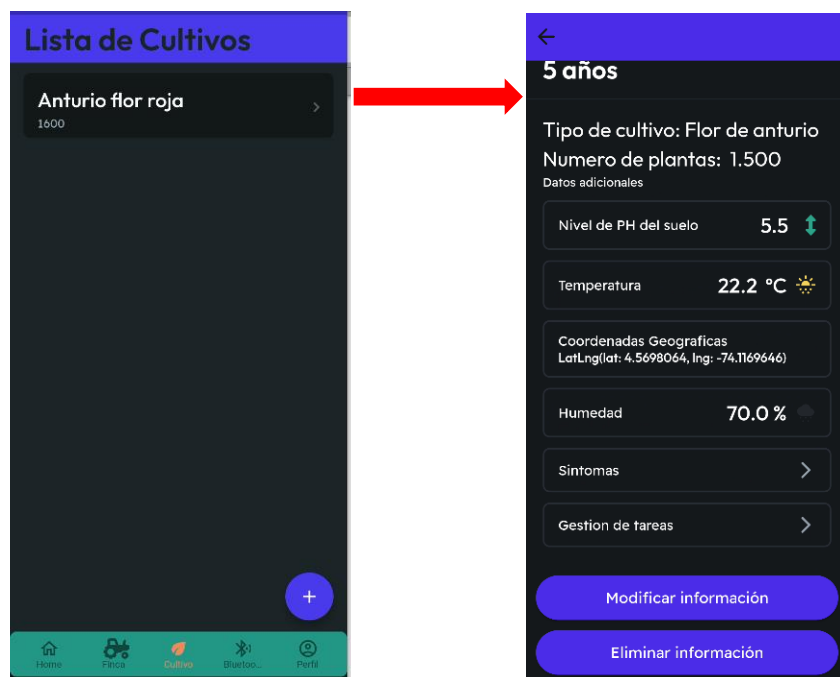 Lista de Cultivos
Anturio flor roja
1600
+
Home Finca Cultivo Bluetoo... Perfil
5 años
Tipo de cultivo: Flor de anturio
Numero de plantas: 1.500
Datos adicionales
Nivel de PH del suelo 5.5
Temperatura 22.2 °C
Coordenadas Geograficas
LatLng(lat: 4.5698064, lng: -74.1169646)
Humedad 70.0 %
Sintomas
Gestion de tareas
Modificar información
Eliminar información